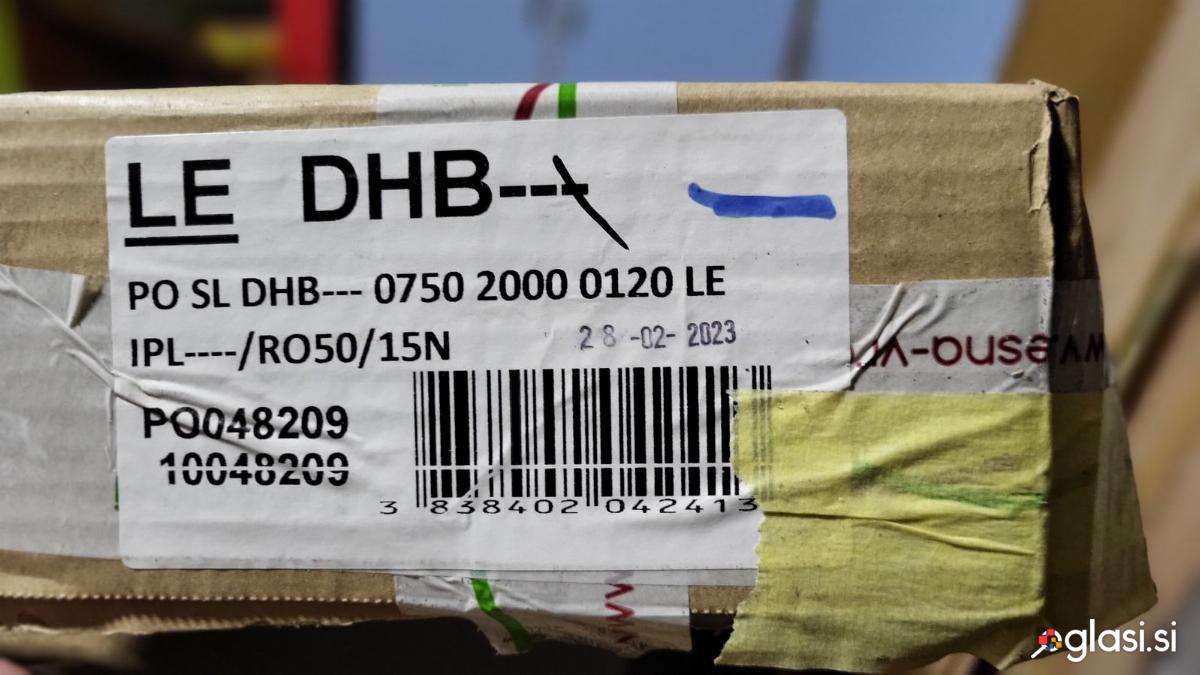 LE DHB---
PO SL DHB--- 0750 2000 0120 LE
IPL----/RO50/15N
28-02-2023
PO048209
10048209
3 838402 042413
oglasi.si